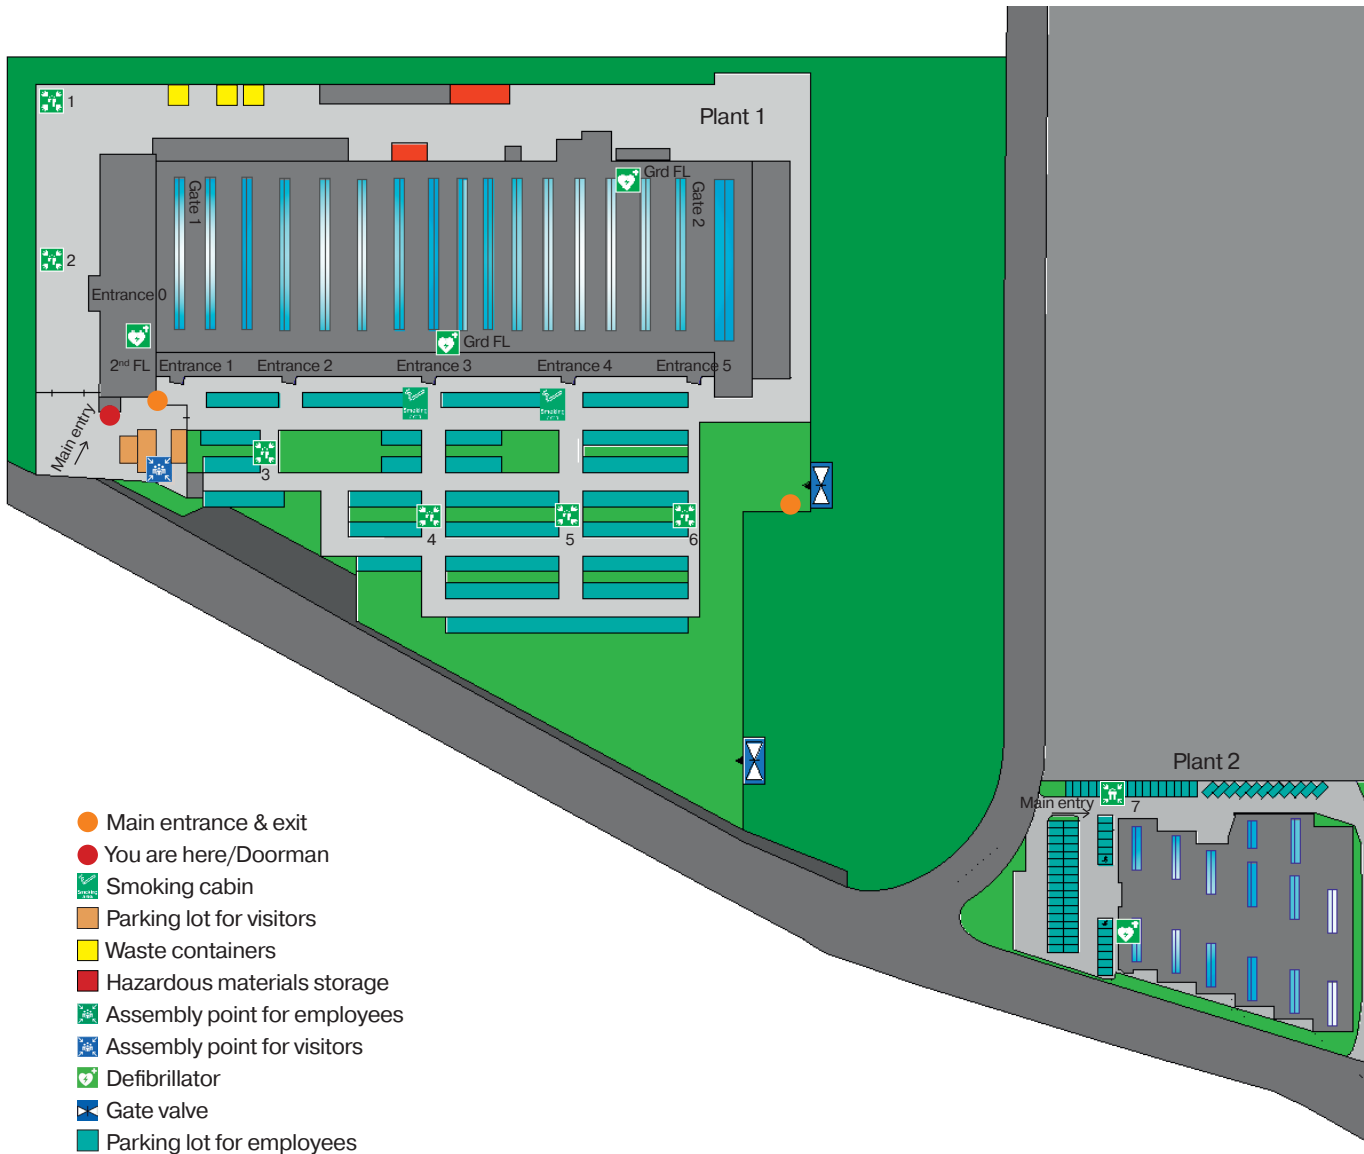 1
Plant 1
Grd FL
Gate 1
Gate 2
2
Entrance 0
Grd FL
2nd FL
Entrance 1
Entrance 2
Entrance 3
Entrance 4
Entrance 5
Smoking
Smoking
Main entry
3
4
5
6
Plant 2
Main entry
7
Main entrance & exit
You are here/Doorman
Smoking cabin
Parking lot for visitors
Waste containers
Hazardous materials storage
Assembly point for employees
Assembly point for visitors
Defibrillator
Gate valve
Parking lot for employees